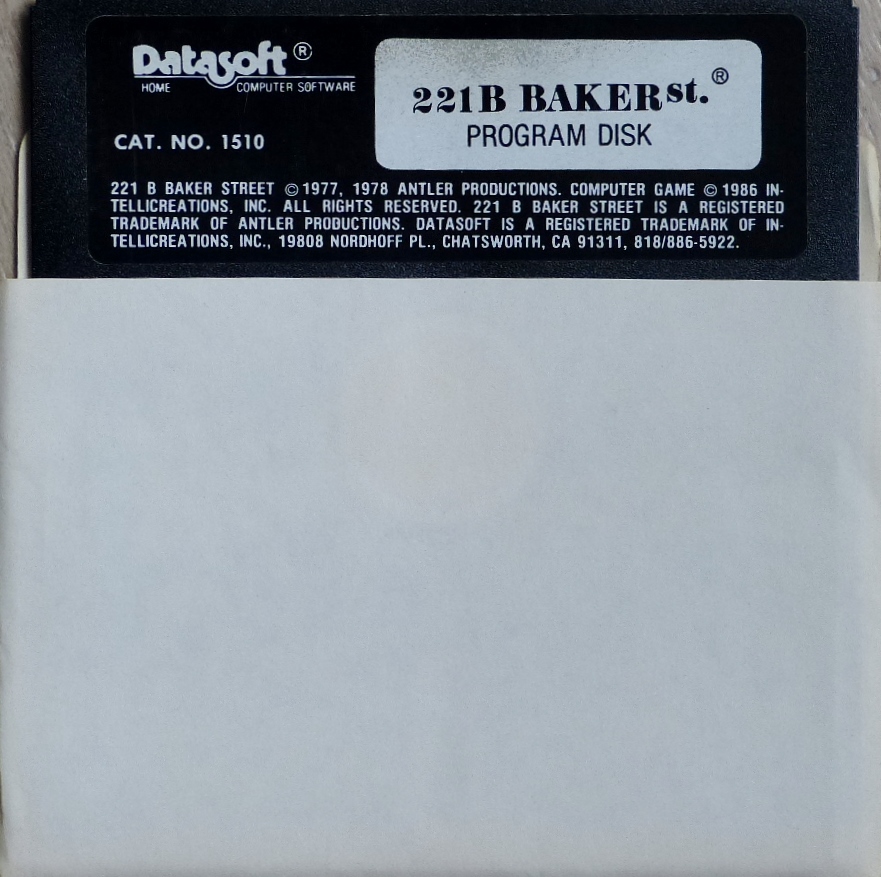 Datasoft®
HOME COMPUTER SOFTWARE
CAT. NO. 1510
221B BAKER st.®
PROGRAM DISK
221 B BAKER STREET ©1977, 1978 ANTLER PRODUCTIONS. COMPUTER GAME © 1986 IN-
TELLICREATIONS, INC. ALL RIGHTS RESERVED. 221 B BAKER STREET IS A REGISTERED
TRADEMARK OF ANTLER PRODUCTIONS. DATASOFT IS A REGISTERED TRADEMARK OF IN-
TELLICREATIONS, INC., 19808 NORDHOFF PL., CHATSWORTH, CA 91311, 818/886-5922.